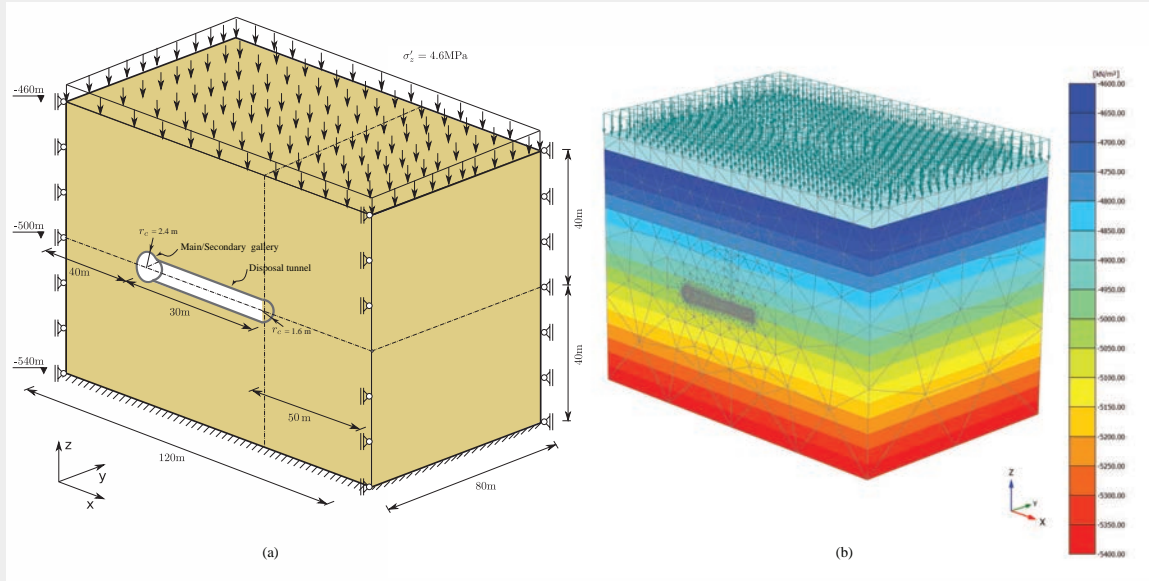 σ′z = 4.6MPa
-460m
-500m
-540m
r_c = 2.4 m
Main/Secondary gallery
Disposal tunnel
40m
30m
r_c = 1.6 m
50 m
120m
80m
40m
40m
z
y
x
(a)
[kN/m²]
-4600.00
-4650.00
-4700.00
-4750.00
-4800.00
-4850.00
-4900.00
-4950.00
-5000.00
-5050.00
-5100.00
-5150.00
-5200.00
-5250.00
-5300.00
-5350.00
-5400.00
Z
Y
X
(b)